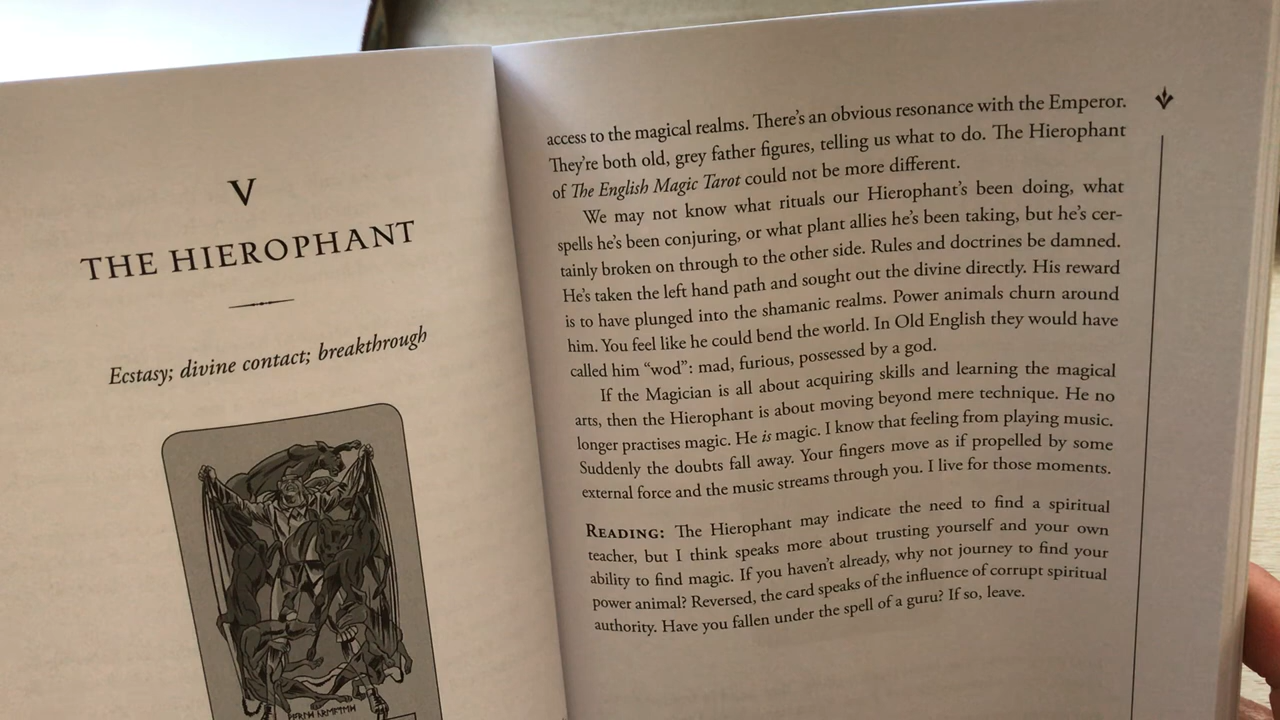 V
THE HIEROPHANT
Ecstasy; divine contact; breakthrough
access to the magical realms. There's an obvious resonance with the Emperor.
They're both old, grey father figures, telling us what to do. The Hierophant
of The English Magic Tarot could not be more different.
We may not know what rituals our Hierophant's been doing, what
spells he's been conjuring, or what plant allies he's been taking, but he's cer-
tainly broken on through to the other side. Rules and doctrines be damned.
He's taken the left hand path and sought out the divine directly. His reward
is to have plunged into the shamanic realms. Power animals churn around
him. You feel like he could bend the world. In Old English they would have
called him “wod”: mad, furious, possessed by a god.
If the Magician is all about acquiring skills and learning the magical
arts, then the Hierophant is about moving beyond mere technique. He no
longer practises magic. He is magic. I know that feeling from playing music.
Suddenly the doubts fall away. Your fingers move as if propelled by some
external force and the music streams through you. I live for those moments.
READING: The Hierophant may indicate the need to find a spiritual
teacher, but I think speaks more about trusting yourself and your own
ability to find magic. If you haven't already, why not journey to find your
power animal? Reversed, the card speaks of the influence of corrupt spiritual
authority. Have you fallen under the spell of a guru? If so, leave.